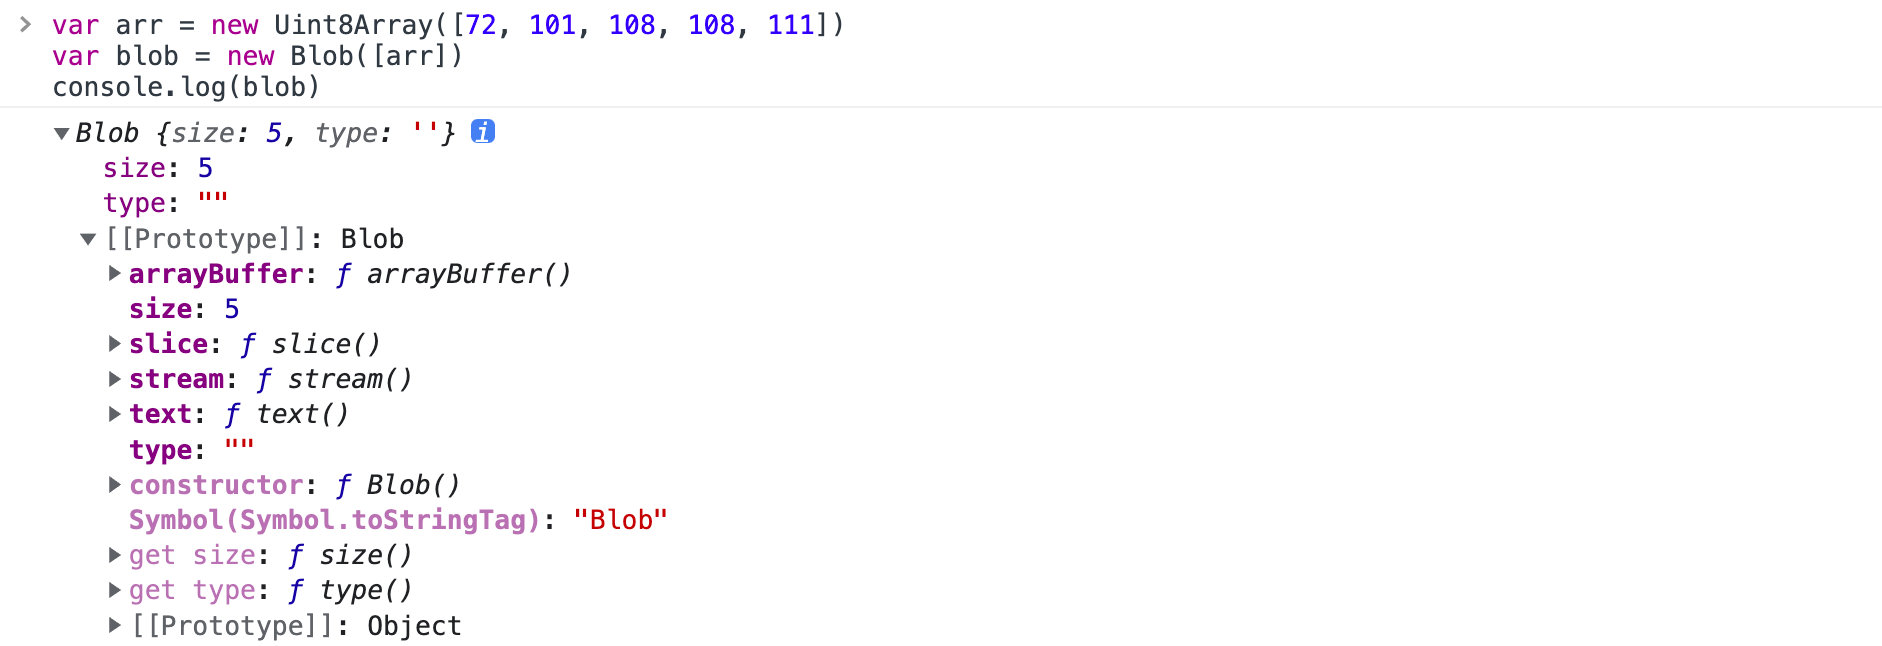 > var arr = new Uint8Array([72, 101, 108, 108, 111])
var blob = new Blob([arr])
console.log(blob)
▼Blob {size: 5, type: ''} i
size: 5
type: ""
▼[[Prototype]]: Blob
▶arrayBuffer: ƒ arrayBuffer()
size: 5
▶slice: ƒ slice()
▶stream: ƒ stream()
▶text: ƒ text()
type: ""
▶constructor: ƒ Blob()
Symbol(Symbol.toStringTag): "Blob"
▶get size: ƒ size()
▶get type: ƒ type()
▶[[Prototype]]: Object